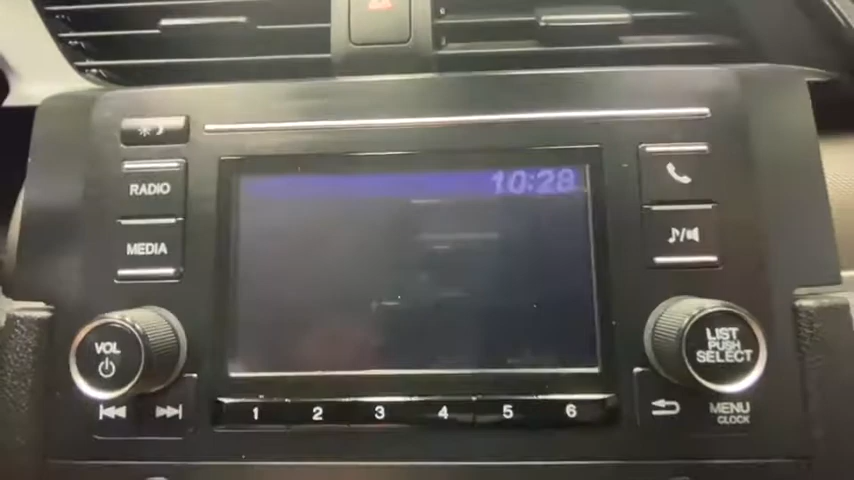 10:28
RADIO
MEDIA
VOL
LIST
PUSH
SELECT
1 2 3 4 5 6
MENU
CLOCK